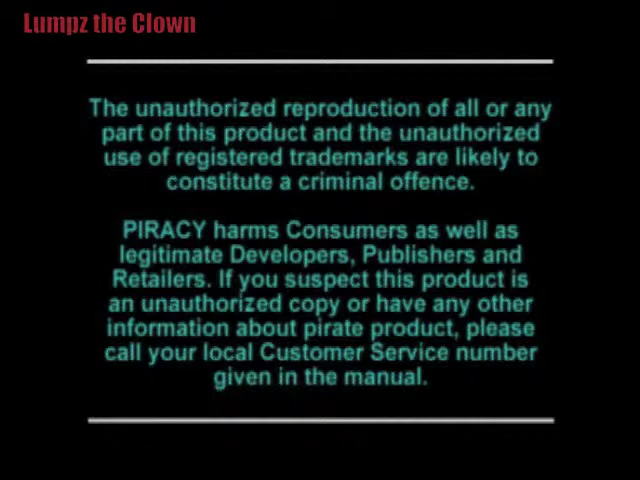 Lumpz the Clown
The unauthorized reproduction of all or any
part of this product and the unauthorized
use of registered trademarks are likely to
constitute a criminal offence.
PIRACY harms Consumers as well as
legitimate Developers, Publishers and
Retailers. If you suspect this product is
an unauthorized copy or have any other
information about pirate product, please
call your local Customer Service number
given in the manual.